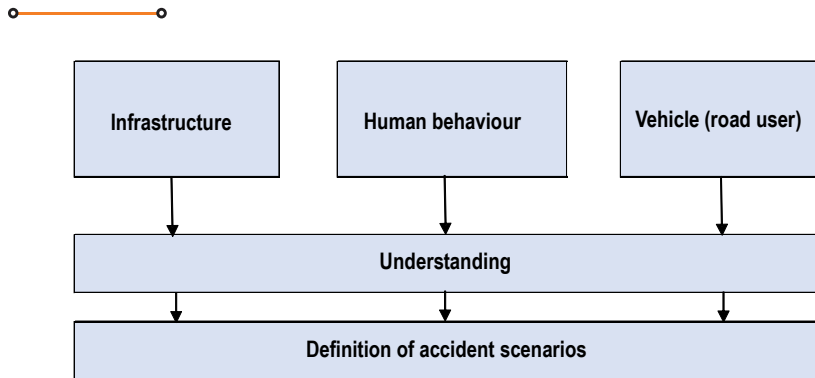 Infrastructure
Human behaviour
Vehicle (road user)
Understanding
Definition of accident scenarios